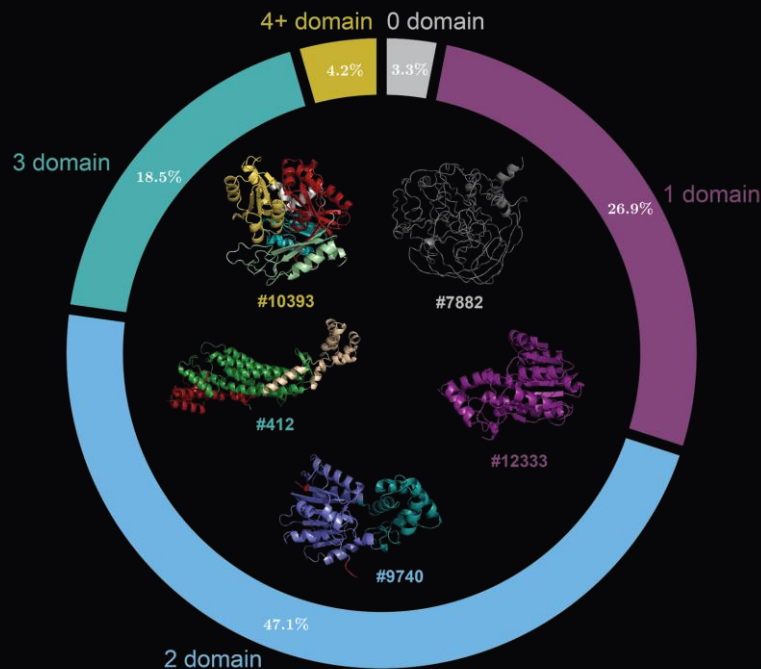 4+ domain
0 domain
4.2%
3.3%
3 domain
18.5%
1 domain
26.9%
#10393
#7882
#412
#12333
#9740
47.1%
2 domain